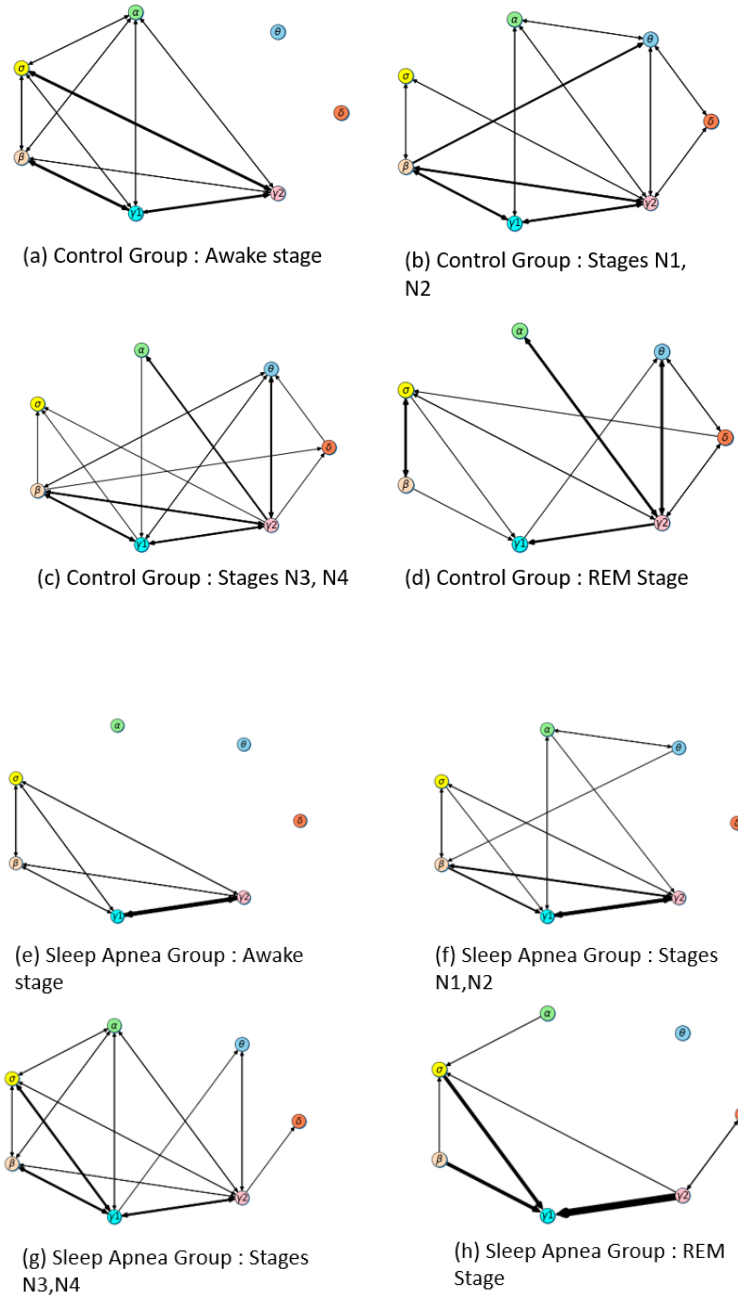 α
θ
σ
δ
β
γ2
γ1
(a) Control Group : Awake stage
α
θ
σ
δ
β
γ2
γ1
(b) Control Group : Stages N1,
N2
α
θ
σ
δ
β
γ2
γ1
(c) Control Group : Stages N3, N4
α
θ
σ
δ
β
γ2
γ1
(d) Control Group : REM Stage
α
θ
σ
δ
β
γ2
γ1
(e) Sleep Apnea Group : Awake
stage
α
θ
σ
δ
β
γ2
γ1
(f) Sleep Apnea Group : Stages
N1,N2
α
θ
σ
δ
β
γ2
γ1
(g) Sleep Apnea Group : Stages
N3,N4
α
θ
σ
β
γ2
γ1
(h) Sleep Apnea Group : REM
Stage